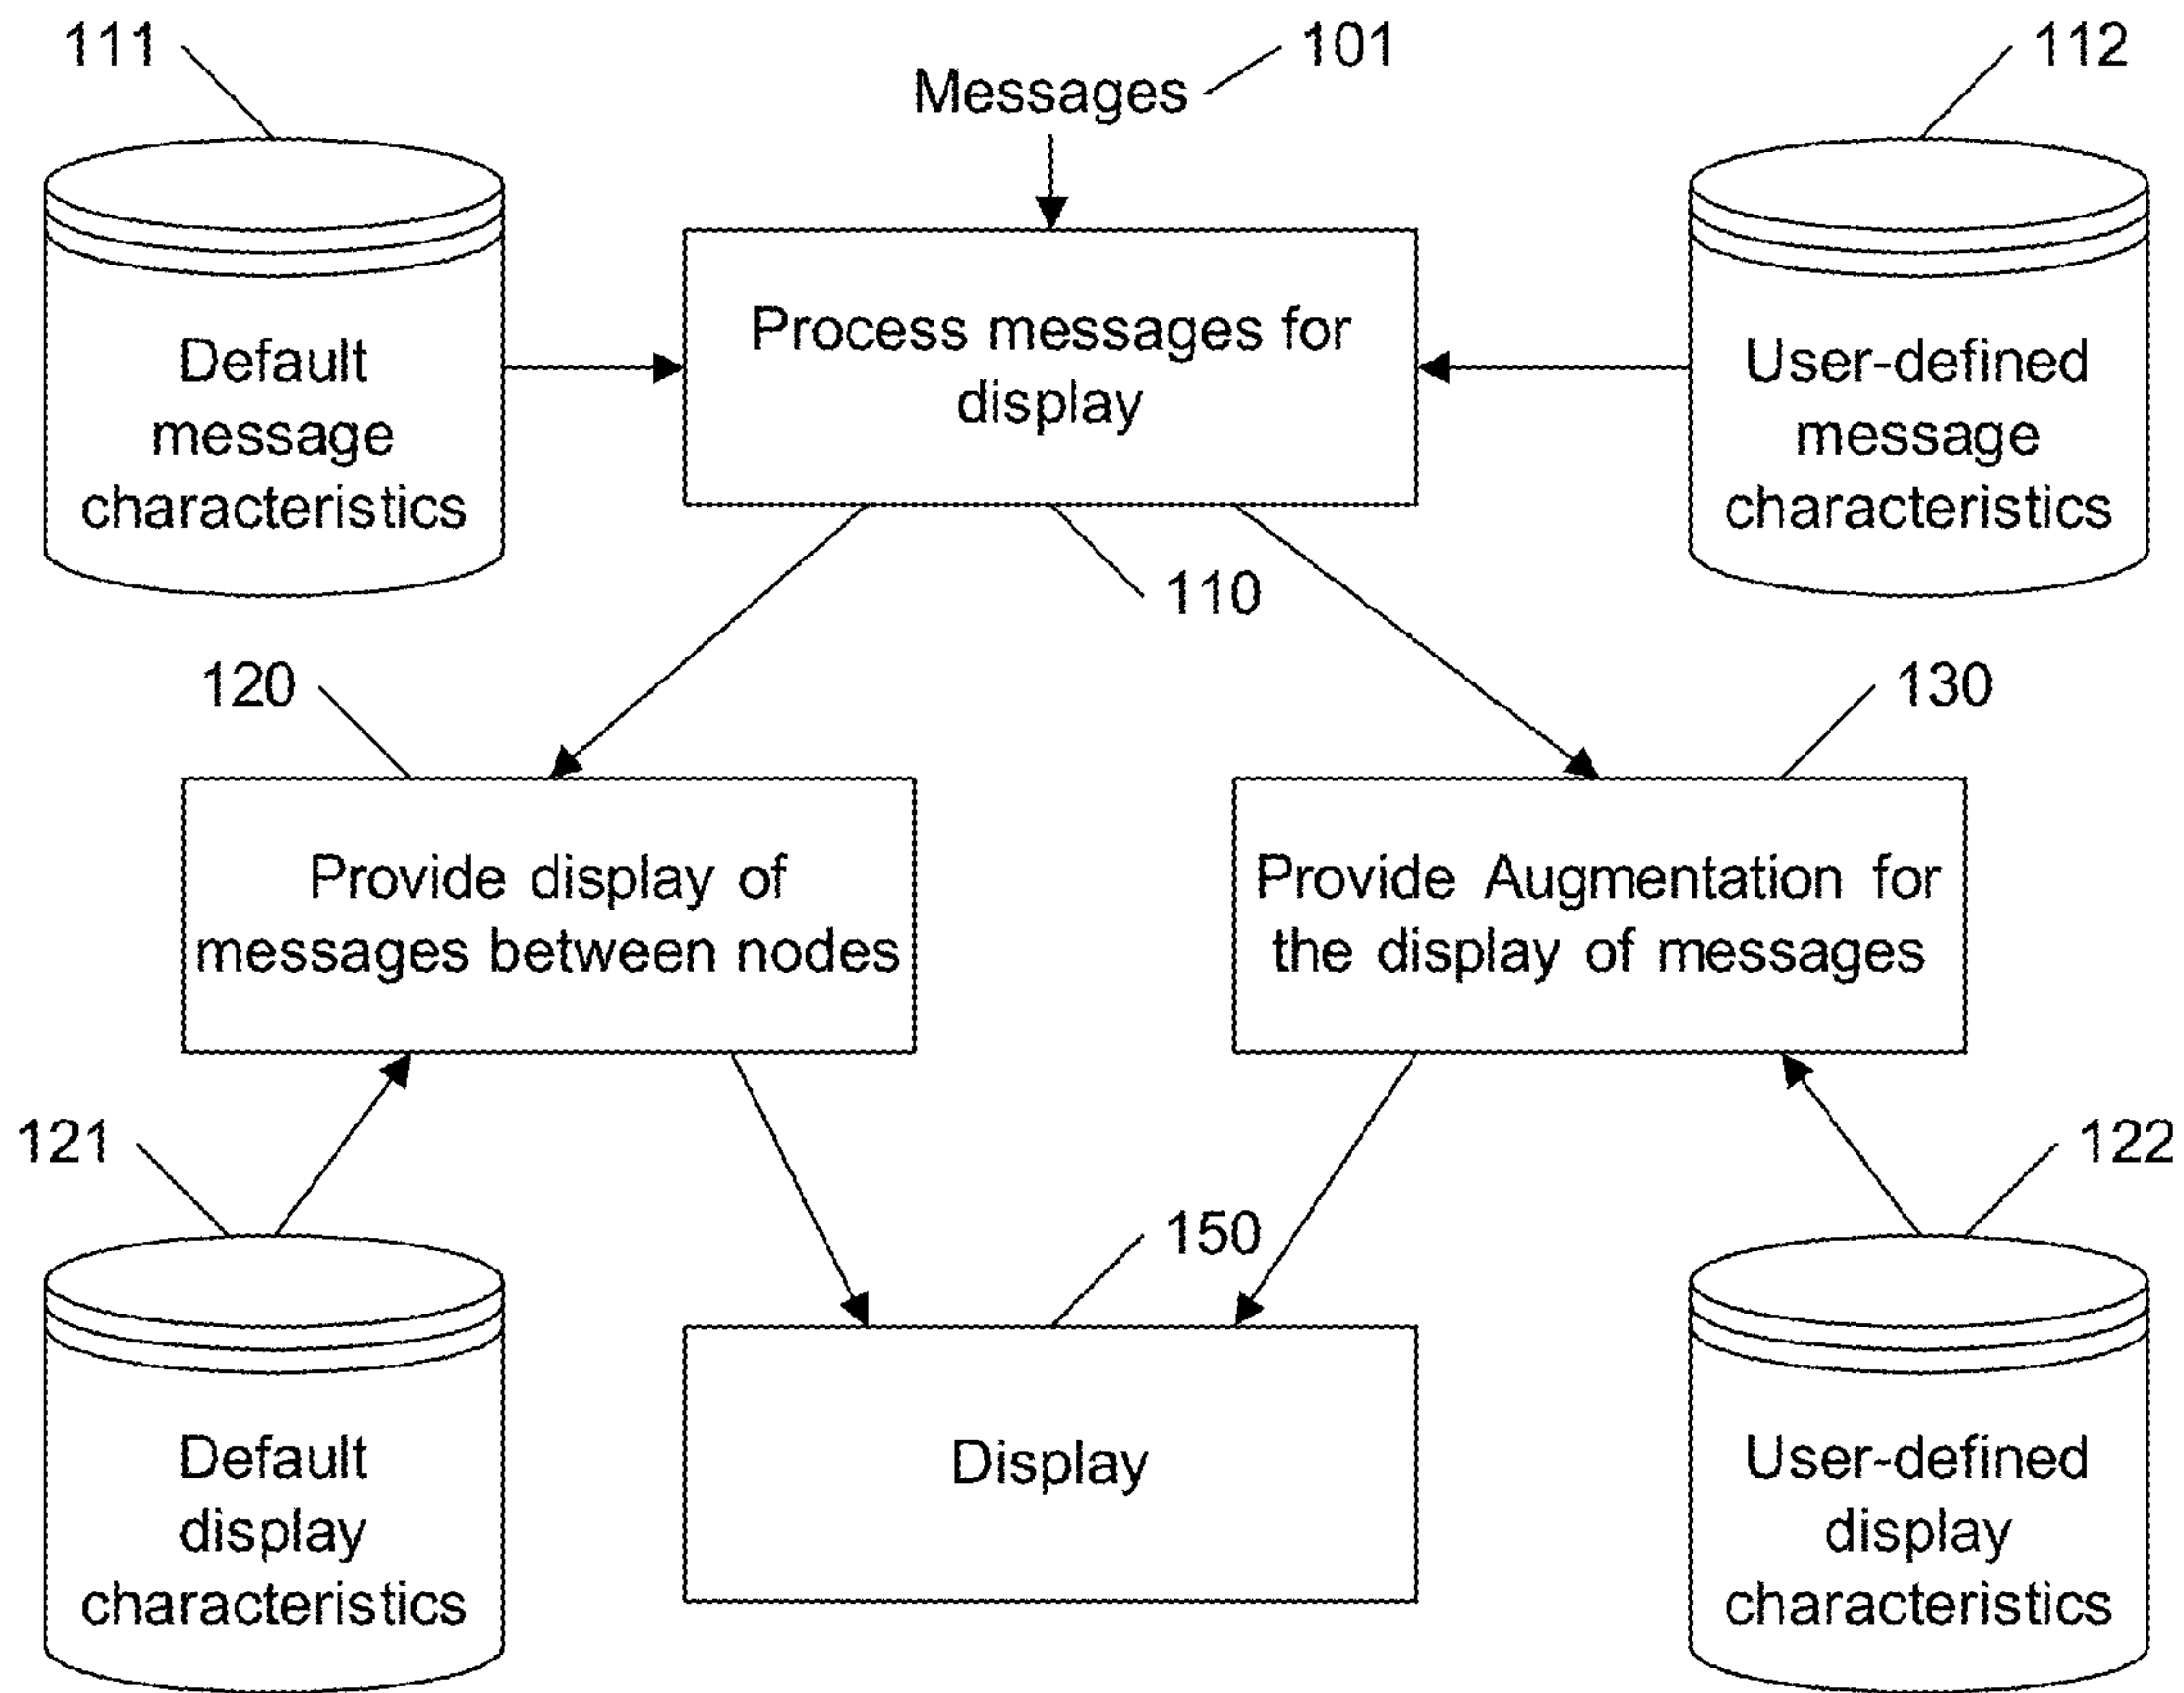 111
Messages
101
112
Default
message
characteristics
Process messages for
display
User-defined
message
characteristics
110
120
130
Provide display of
messages between nodes
Provide Augmentation for
the display of messages
121
122
150
Default
display
characteristics
Display
User-defined
display
characteristics